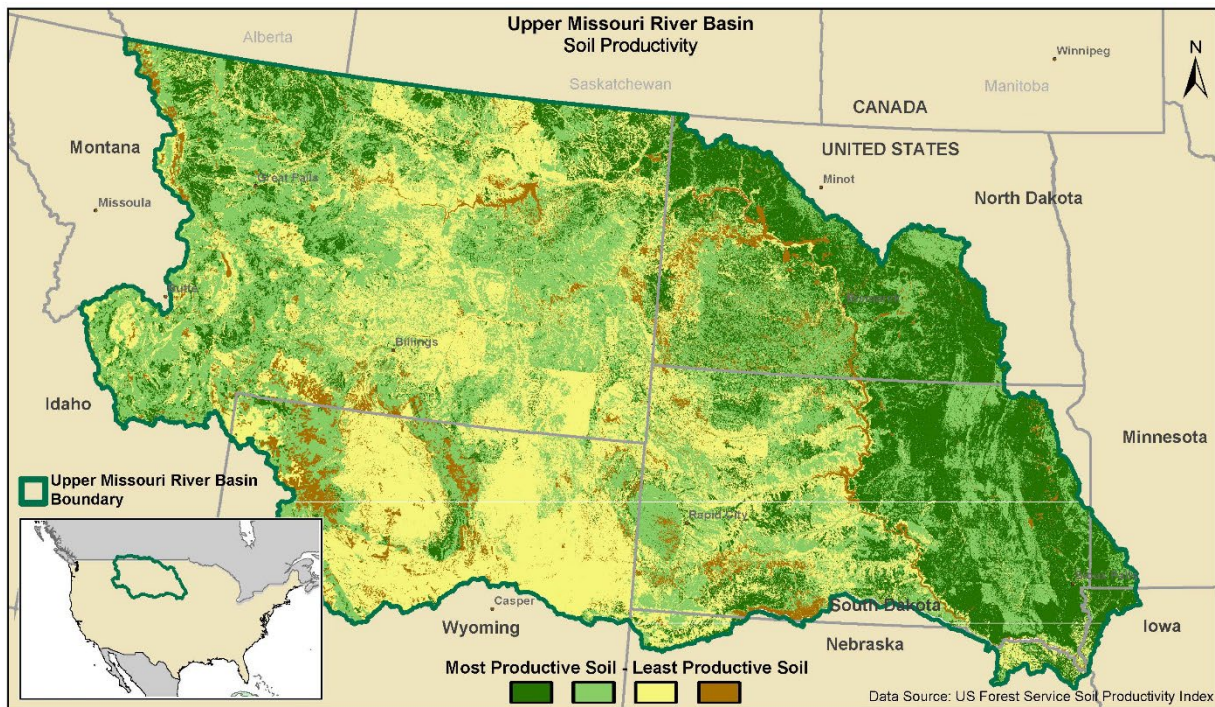 Upper Missouri River Basin
Soil Productivity
Alberta
Saskatchewan
Manitoba
Winnipeg
N
CANADA
UNITED STATES
Montana
Great Falls
Missoula
Minot
North Dakota
Butte
Bismarck
Billings
Idaho
Minnesota
Upper Missouri River Basin
Boundary
Rapid City
Sioux Falls
Casper
Wyoming
South Dakota
Nebraska
Iowa
Most Productive Soil - Least Productive Soil
Data Source: US Forest Service Soil Productivity Index